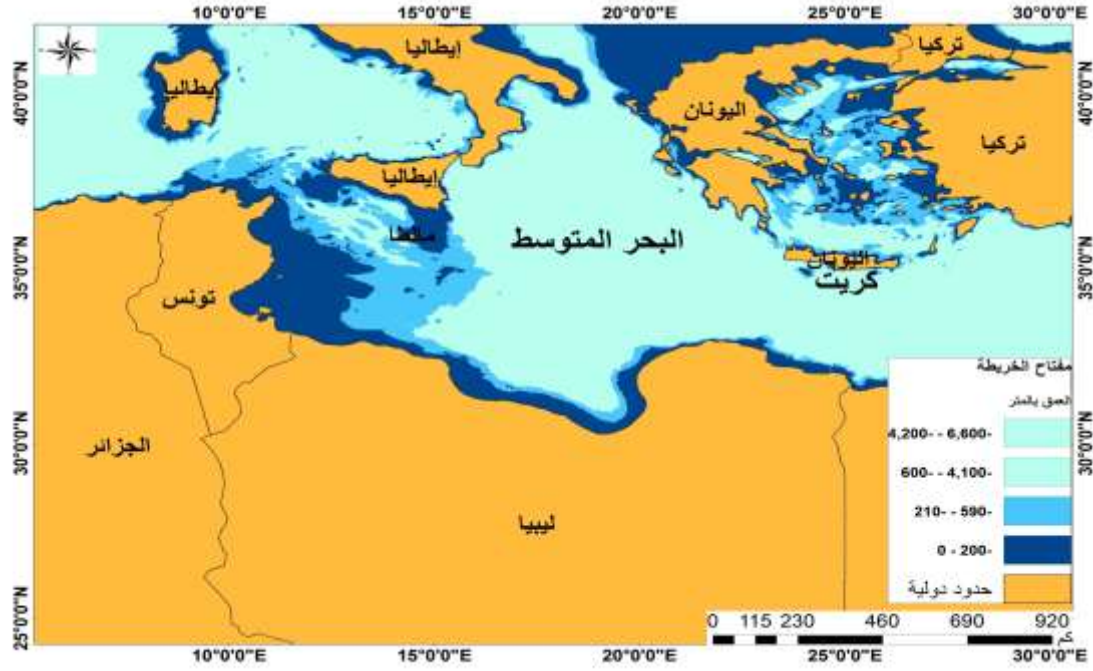 10°0'0"E 15°0'0"E 20°0'0"E 25°0'0"E 30°0'0"E
40°0'0"N
35°0'0"N
30°0'0"N
25°0'0"N
40°0'0"N
35°0'0"N
30°0'0"N
إيطاليا
تركيا
إيطاليا
اليونان
تركيا
إيطاليا
مالطا
البحر المتوسط
اليونان
كريت
تونس
الجزائر
ليبيا
مفتاح الخريطة
العمق بالمتر
4,200- - 6,600-
600- - 4,100-
210- - 590-
0 - 200-
حدود دولية
0 115 230 460 690 920
كم
10°0'0"E 15°0'0"E 20°0'0"E 25°0'0"E 30°0'0"E